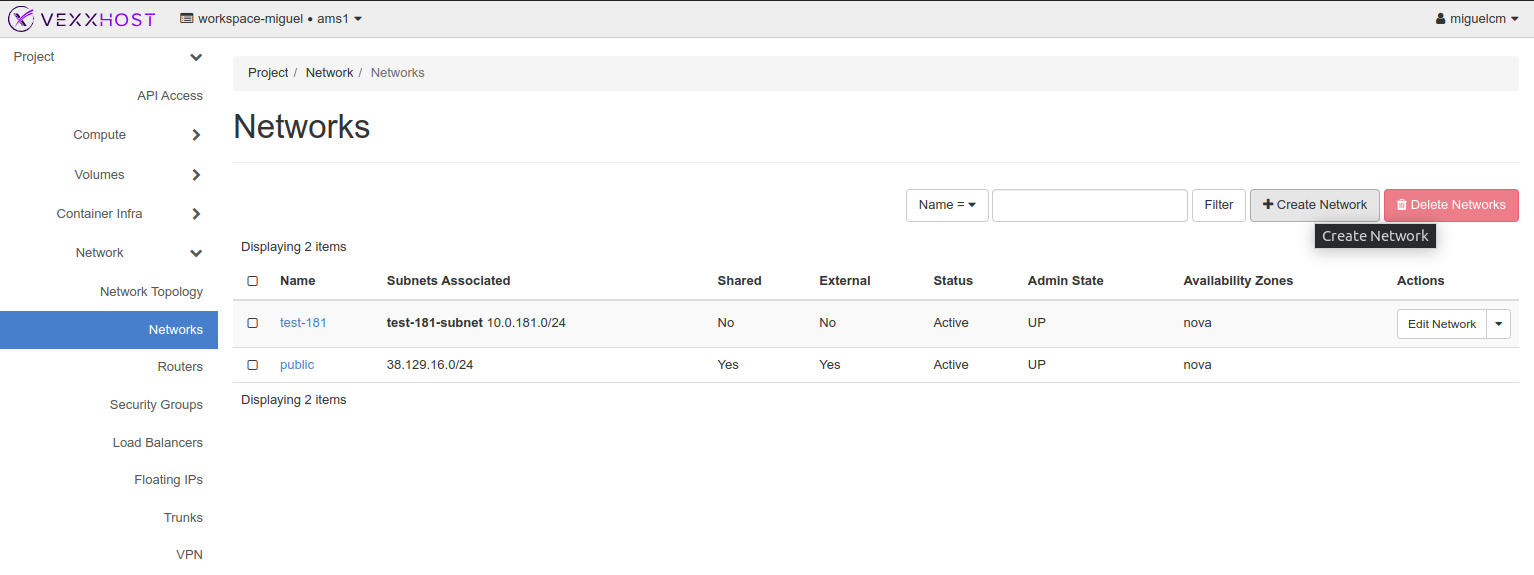 VEXXHOST workspace-miguel • ams1 miguelcm
Project
API Access
Compute
Volumes
Container Infra
Network
Network Topology
Networks
Routers
Security Groups
Load Balancers
Floating IPs
Trunks
VPN
Project / Network / Networks
Networks
Name = Filter Create Network Delete Networks
Create Network
Displaying 2 items
Name Subnets Associated Shared External Status Admin State Availability Zones Actions
test-181 test-181-subnet 10.0.181.0/24 No No Active UP nova Edit Network
public 38.129.16.0/24 Yes Yes Active UP nova
Displaying 2 items